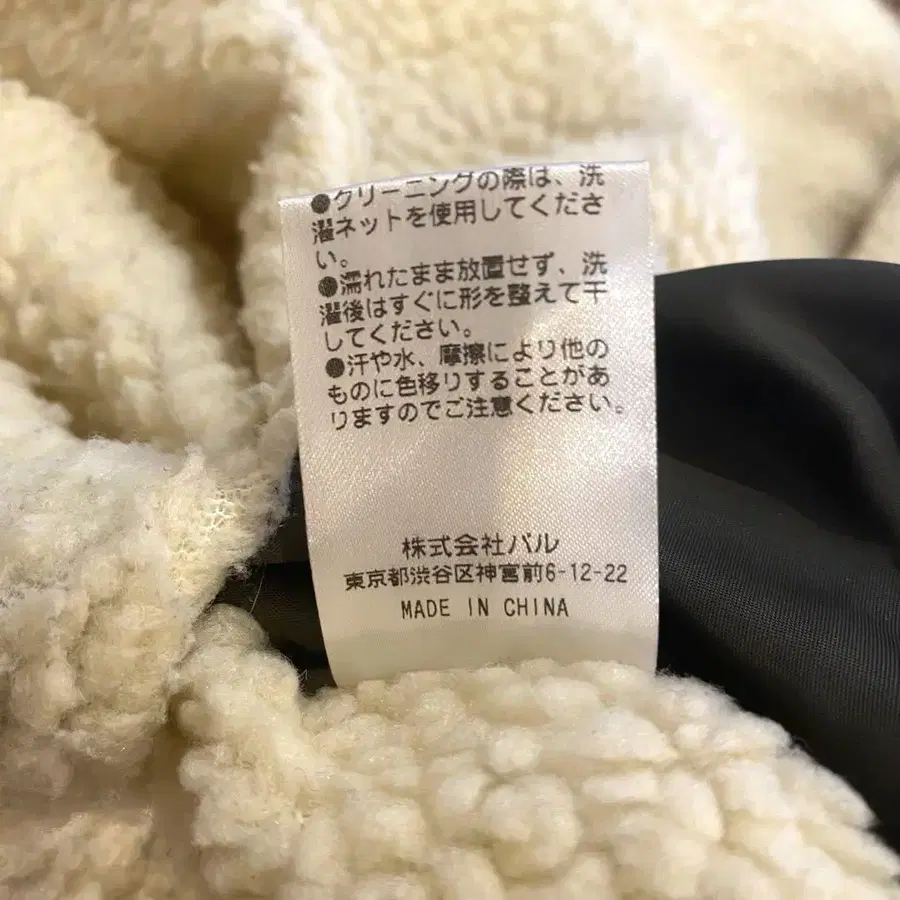 ●クリーニングの際は、洗
濯ネットを使用してくださ
い。
●濡れたまま放置せず、洗
濯後はすぐに形を整えて干
してください。
●汗や水、摩擦により他の
ものに色移りすることがあ
りますのでご注意ください。
株式会社パル
東京都渋谷区神宮前6-12-22
MADE IN CHINA